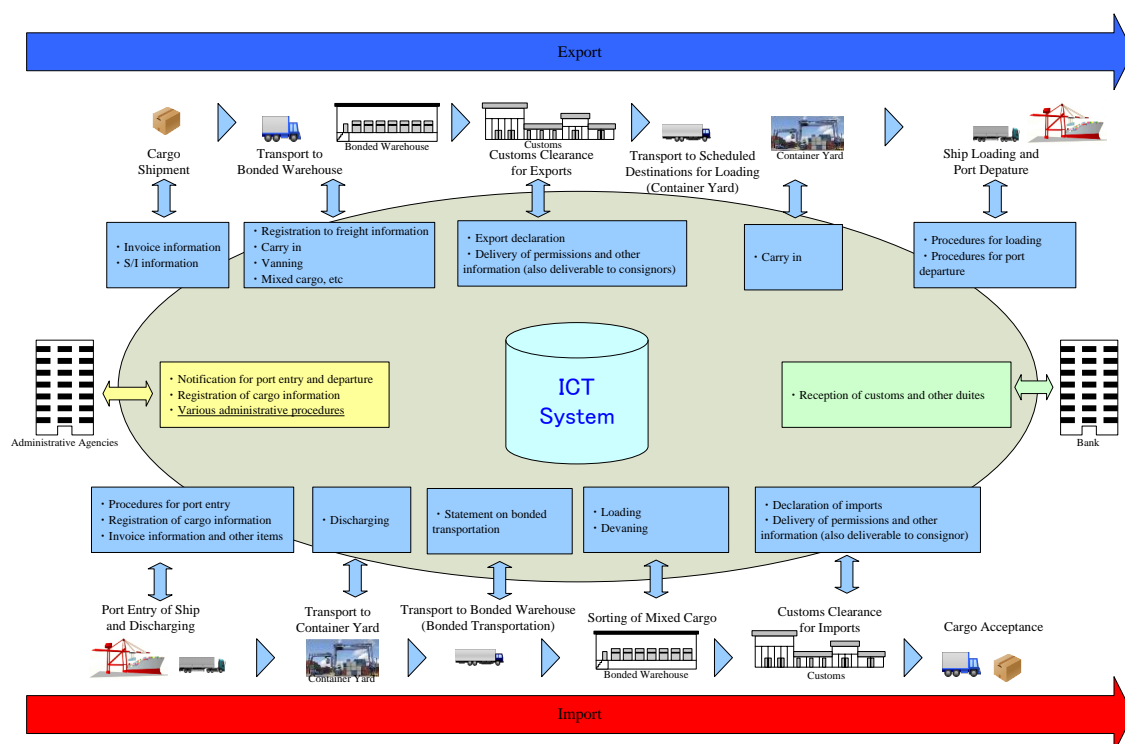 Export
Bonded Warehouse
Customs
Container Yard
Cargo
Shipment
Transport to
Bonded Warehouse
Customs Clearance
for Exports
Transport to Scheduled
Destinations for Loading
(Container Yard)
Ship Loading and
Port Depature
・Invoice information
・S/I information
・Registration to freight information
・Carry in
・Vanning
・Mixed cargo, etc
・Export declaration
・Delivery of permissions and other
information (also deliverable to consignors)
・Carry in
・Procedures for loading
・Procedures for port
departure
Administrative Agencies
・Notification for port entry and departure
・Registration of cargo information
・Various administrative procedures
ICT
System
・Reception of customs and other duites
Bank
・Procedures for port entry
・Registration of cargo information
・Invoice information and other items
・Discharging
・Statement on bonded
transportation
・Loading
・Devaning
・Declaration of imports
・Delivery of permissions and other
information (also deliverable to consignor)
Port Entry of Ship
and Discharging
Transport to
Container Yard
Transport to Bonded Warehouse
(Bonded Transportation)
Sorting of Mixed Cargo
Customs Clearance
for Imports
Cargo Acceptance
Container Yard
Bonded Warehouse
Customs
Import